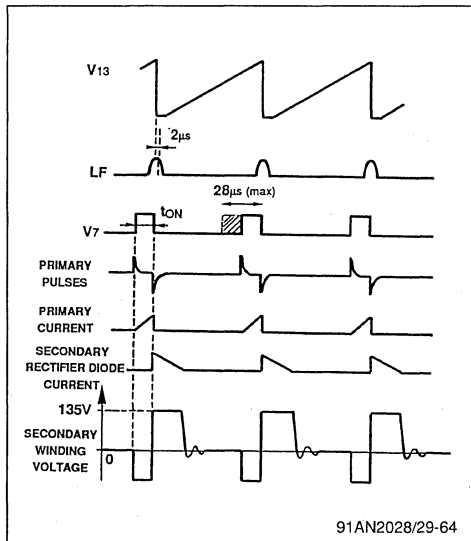 V13
2µs
LF
28µs (max)
tON
V7
PRIMARY
PULSES
PRIMARY
CURRENT
SECONDARY
RECTIFIER DIODE
CURRENT
135V
SECONDARY
WINDING
VOLTAGE
0
91AN2028/29-64